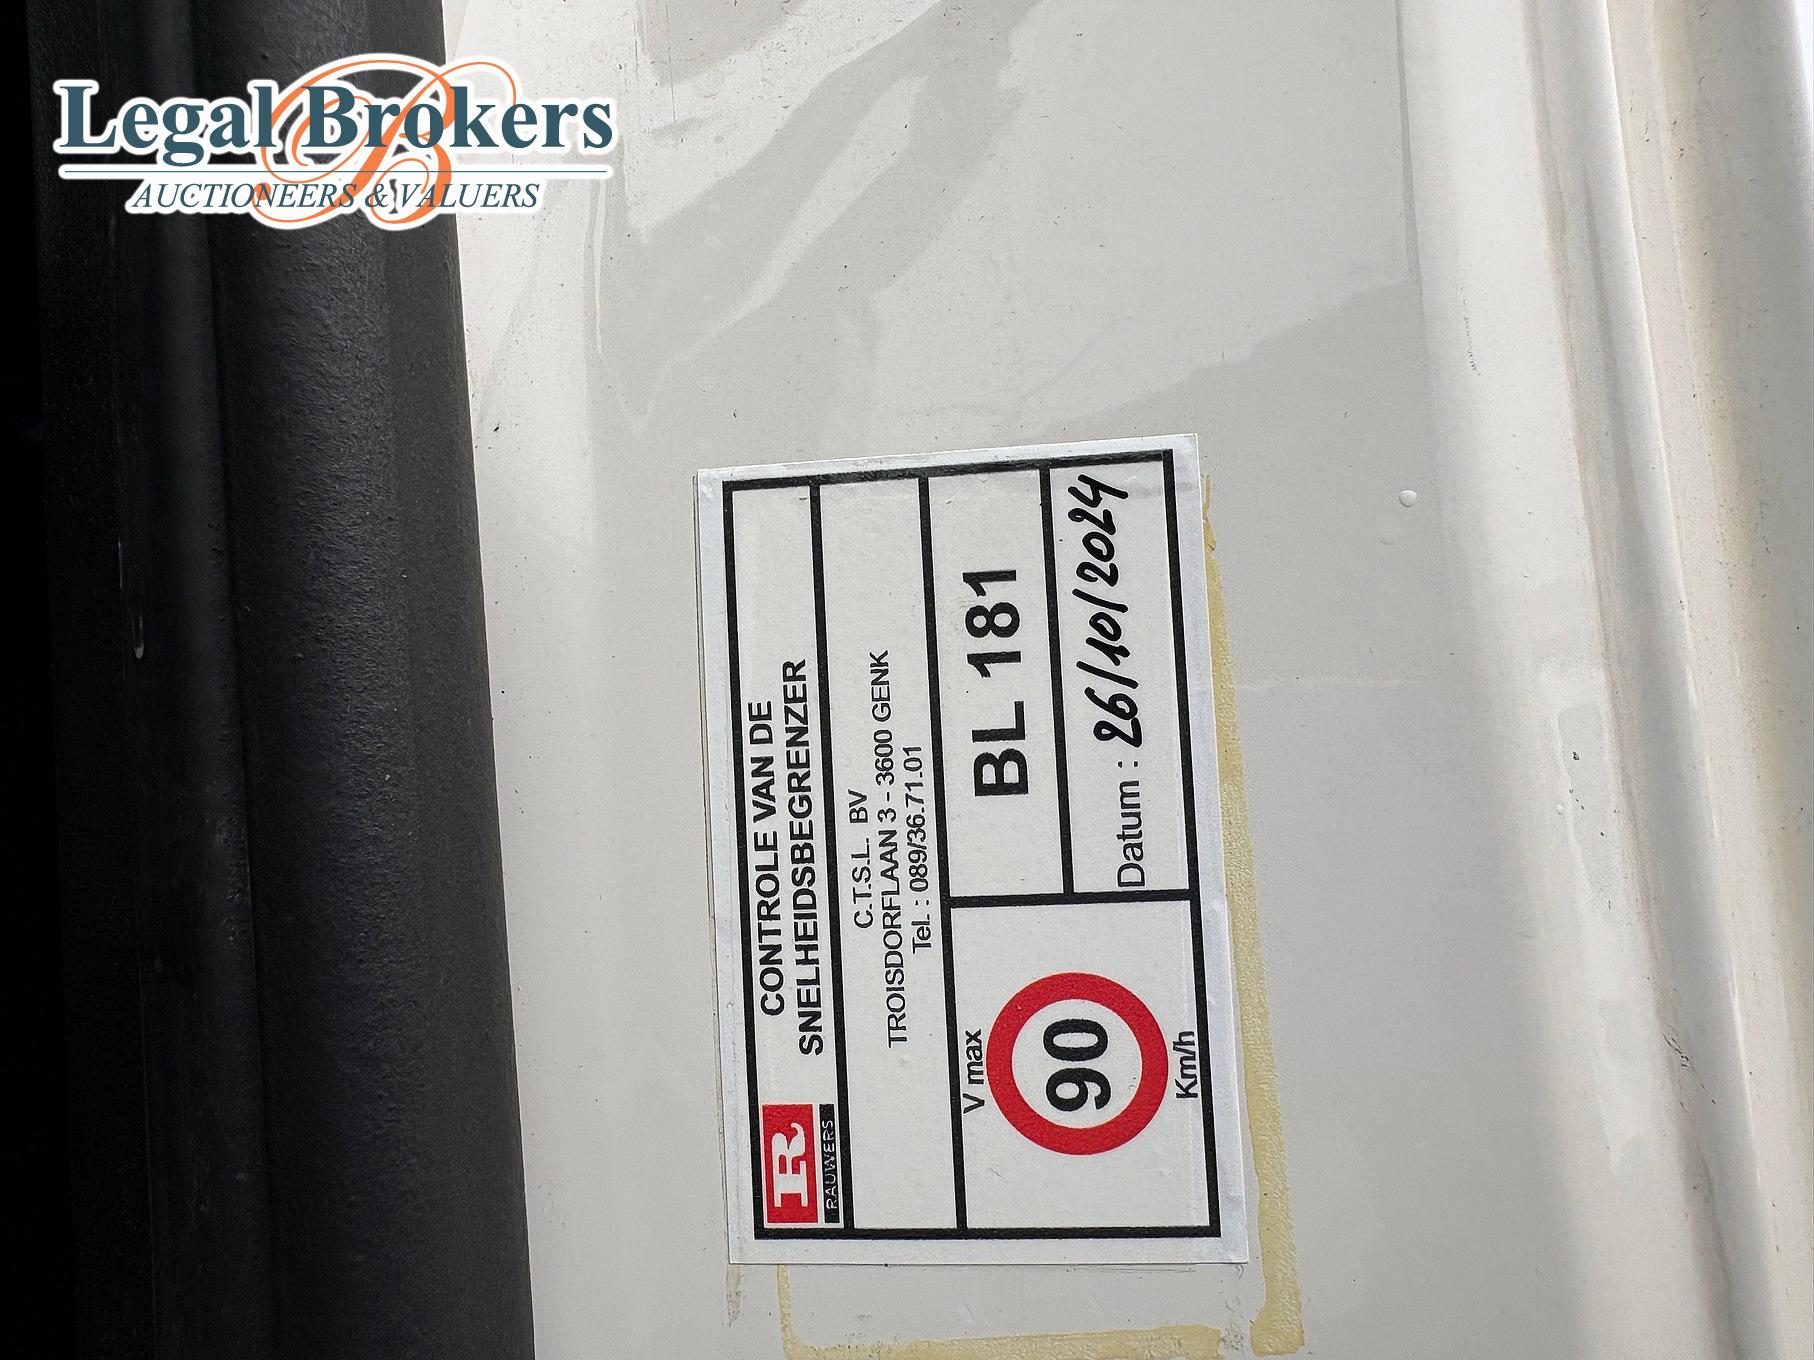 Legal Brokers
AUCTIONEERS & VALUERS
R
RAUWERS
CONTROLE VAN DE
SNELHEIDSBEGRENZER
C.T.S.L. BV
TROISDORFLAAN 3 - 3600 GENK
Tel. : 089/36.71.01
V max
90
Km/h
BL 181
Datum : 26/10/2024